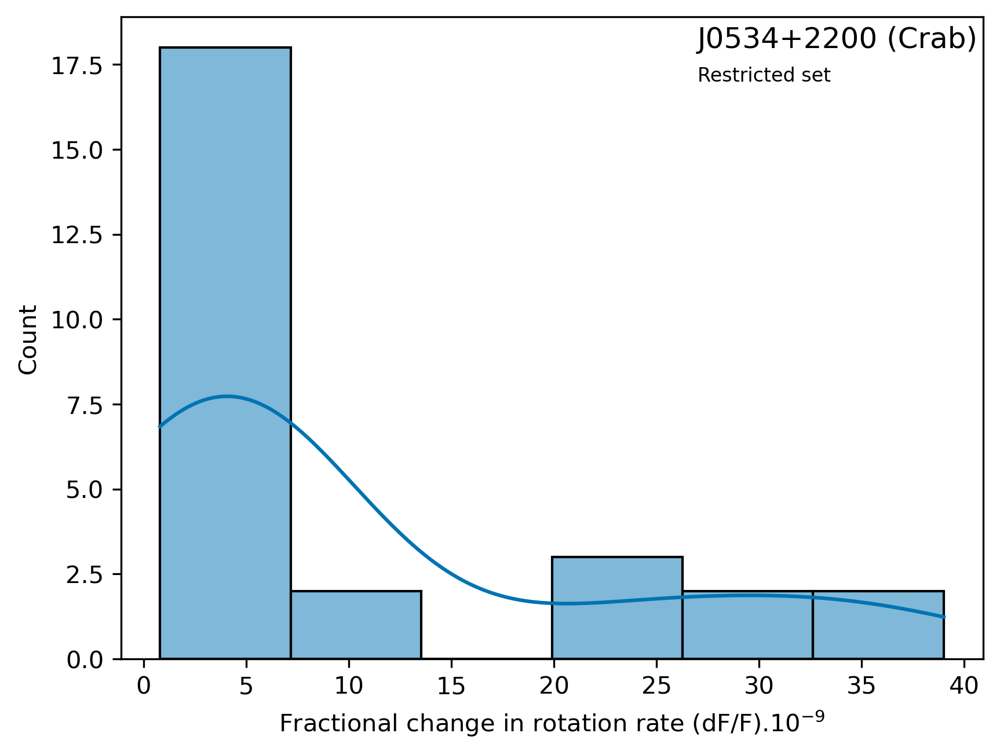 J0534+2200 (Crab)
Restricted set
17.5
15.0
12.5
10.0
7.5
5.0
2.5
0.0
Count
0 5 10 15 20 25 30 35 40
Fractional change in rotation rate (dF/F).10⁻⁹